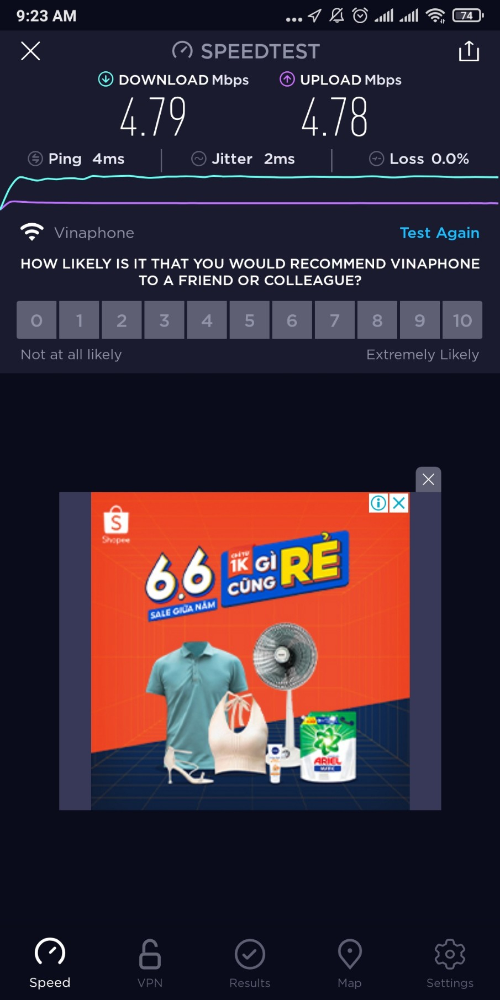 9:23 AM
74
SPEEDTEST
DOWNLOAD Mbps
UPLOAD Mbps
4.79
4.78
Ping 4ms
Jitter 2ms
Loss 0.0%
Vinaphone
Test Again
HOW LIKELY IS IT THAT YOU WOULD RECOMMEND VINAPHONE
TO A FRIEND OR COLLEAGUE?
0 1 2 3 4 5 6 7 8 9 10
Not at all likely
Extremely Likely
S
Shopee
6.6
SALE GIỮA NĂM
CHỈ TỪ
1K GÌ
CŨNG RẺ
ARIEL
MATIC
Speed
VPN
Results
Map
Settings